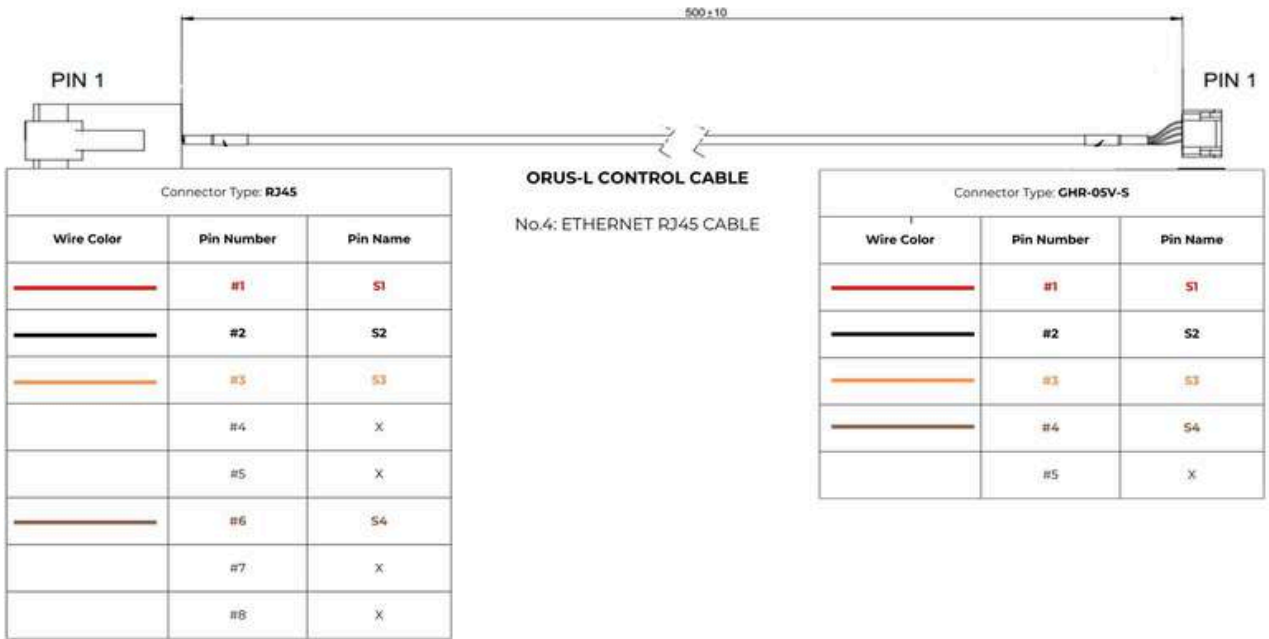 500±10
PIN 1
PIN 1
ORUS-L CONTROL CABLE
No.4: ETHERNET RJ45 CABLE
Connector Type: RJ45
Wire Color Pin Number Pin Name
#1 S1
#2 S2
#3 S3
#4 X
#5 X
#6 S4
#7 X
#8 X
Connector Type: GHR-05V-S
Wire Color Pin Number Pin Name
#1 S1
#2 S2
#3 S3
#4 S4
#5 X